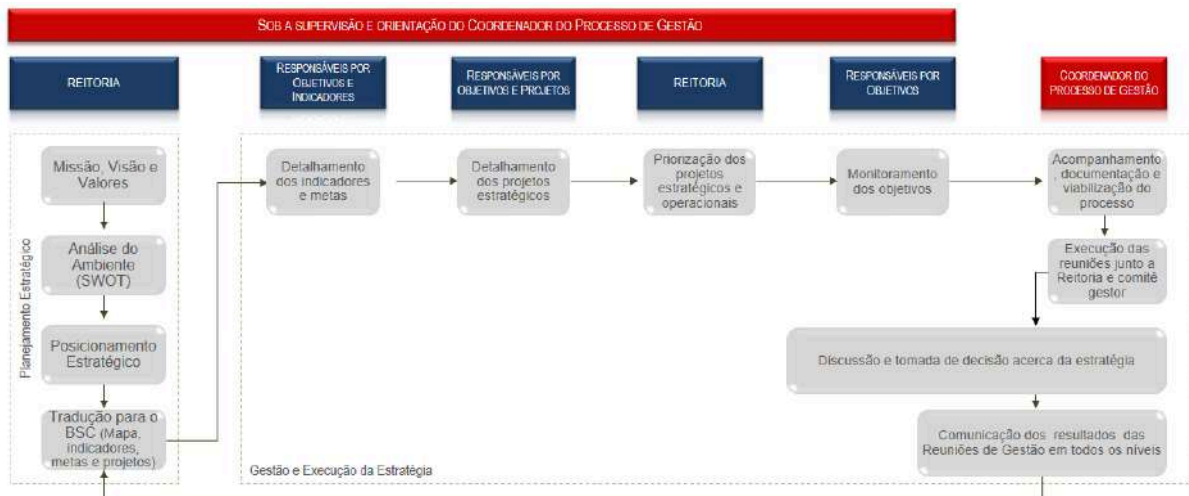 SOB A SUPERVISÃO E ORIENTAÇÃO DO COORDENADOR DO PROCESSO DE GESTÃO
REITORIA
RESPONSÁVEIS POR
OBJETIVOS E
INDICADORES
RESPONSÁVEIS POR
OBJETIVOS E PROJETOS
REITORIA
RESPONSÁVEIS POR
OBJETIVOS
COORDENADOR DO
PROCESSO DE GESTÃO
Planejamento Estratégico
Missão, Visão e
Valores
Análise do
Ambiente
(SWOT)
Posicionamento
Estratégico
Tradução para o
BSC (Mapa,
indicadores,
metas e projetos)
Detalhamento
dos indicadores
e metas
Detalhamento
dos projetos
estratégicos
Priorização dos
projetos
estratégicos e
operacionais
Monitoramento
dos objetivos
Acompanhamento
, documentação e
viabilização do
processo
Execução das
reuniões junto a
Reitoria e comitê
gestor
Discussão e tomada de decisão acerca da estratégia
Comunicação dos resultados das
Reuniões de Gestão em todos os níveis
Gestão e Execução da Estratégia